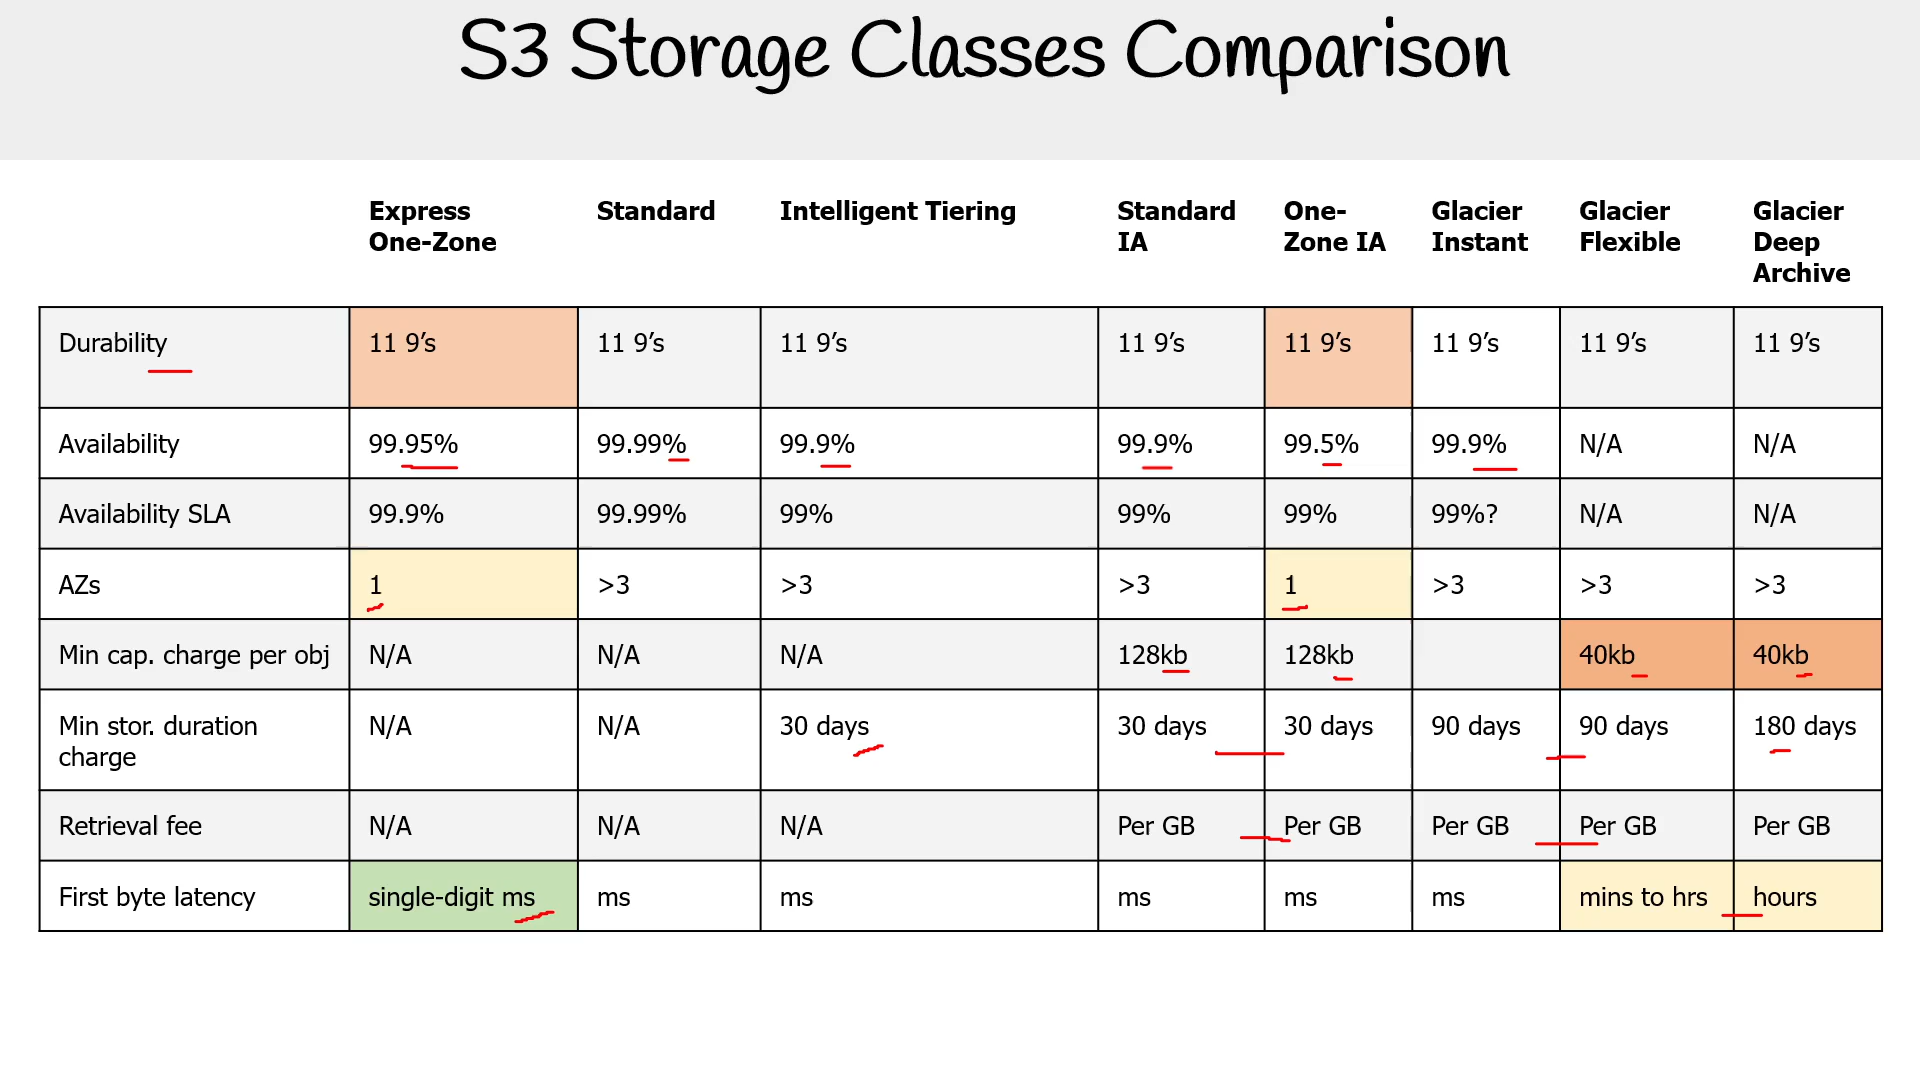 S3 Storage Classes Comparison
Express One-Zone Standard Intelligent Tiering Standard IA One-Zone IA Glacier Instant Glacier Flexible Glacier Deep Archive
Durability 11 9’s 11 9’s 11 9’s 11 9’s 11 9’s 11 9’s 11 9’s 11 9’s
Availability 99.95% 99.99% 99.9% 99.9% 99.5% 99.9% N/A N/A
Availability SLA 99.9% 99.99% 99% 99% 99% 99%? N/A N/A
AZs 1 >3 >3 >3 1 >3 >3 >3
Min cap. charge per obj N/A N/A N/A 128kb 128kb 40kb 40kb
Min stor. duration charge N/A N/A 30 days 30 days 30 days 90 days 90 days 180 days
Retrieval fee N/A N/A N/A Per GB Per GB Per GB Per GB Per GB
First byte latency single-digit ms ms ms ms ms ms mins to hrs hours